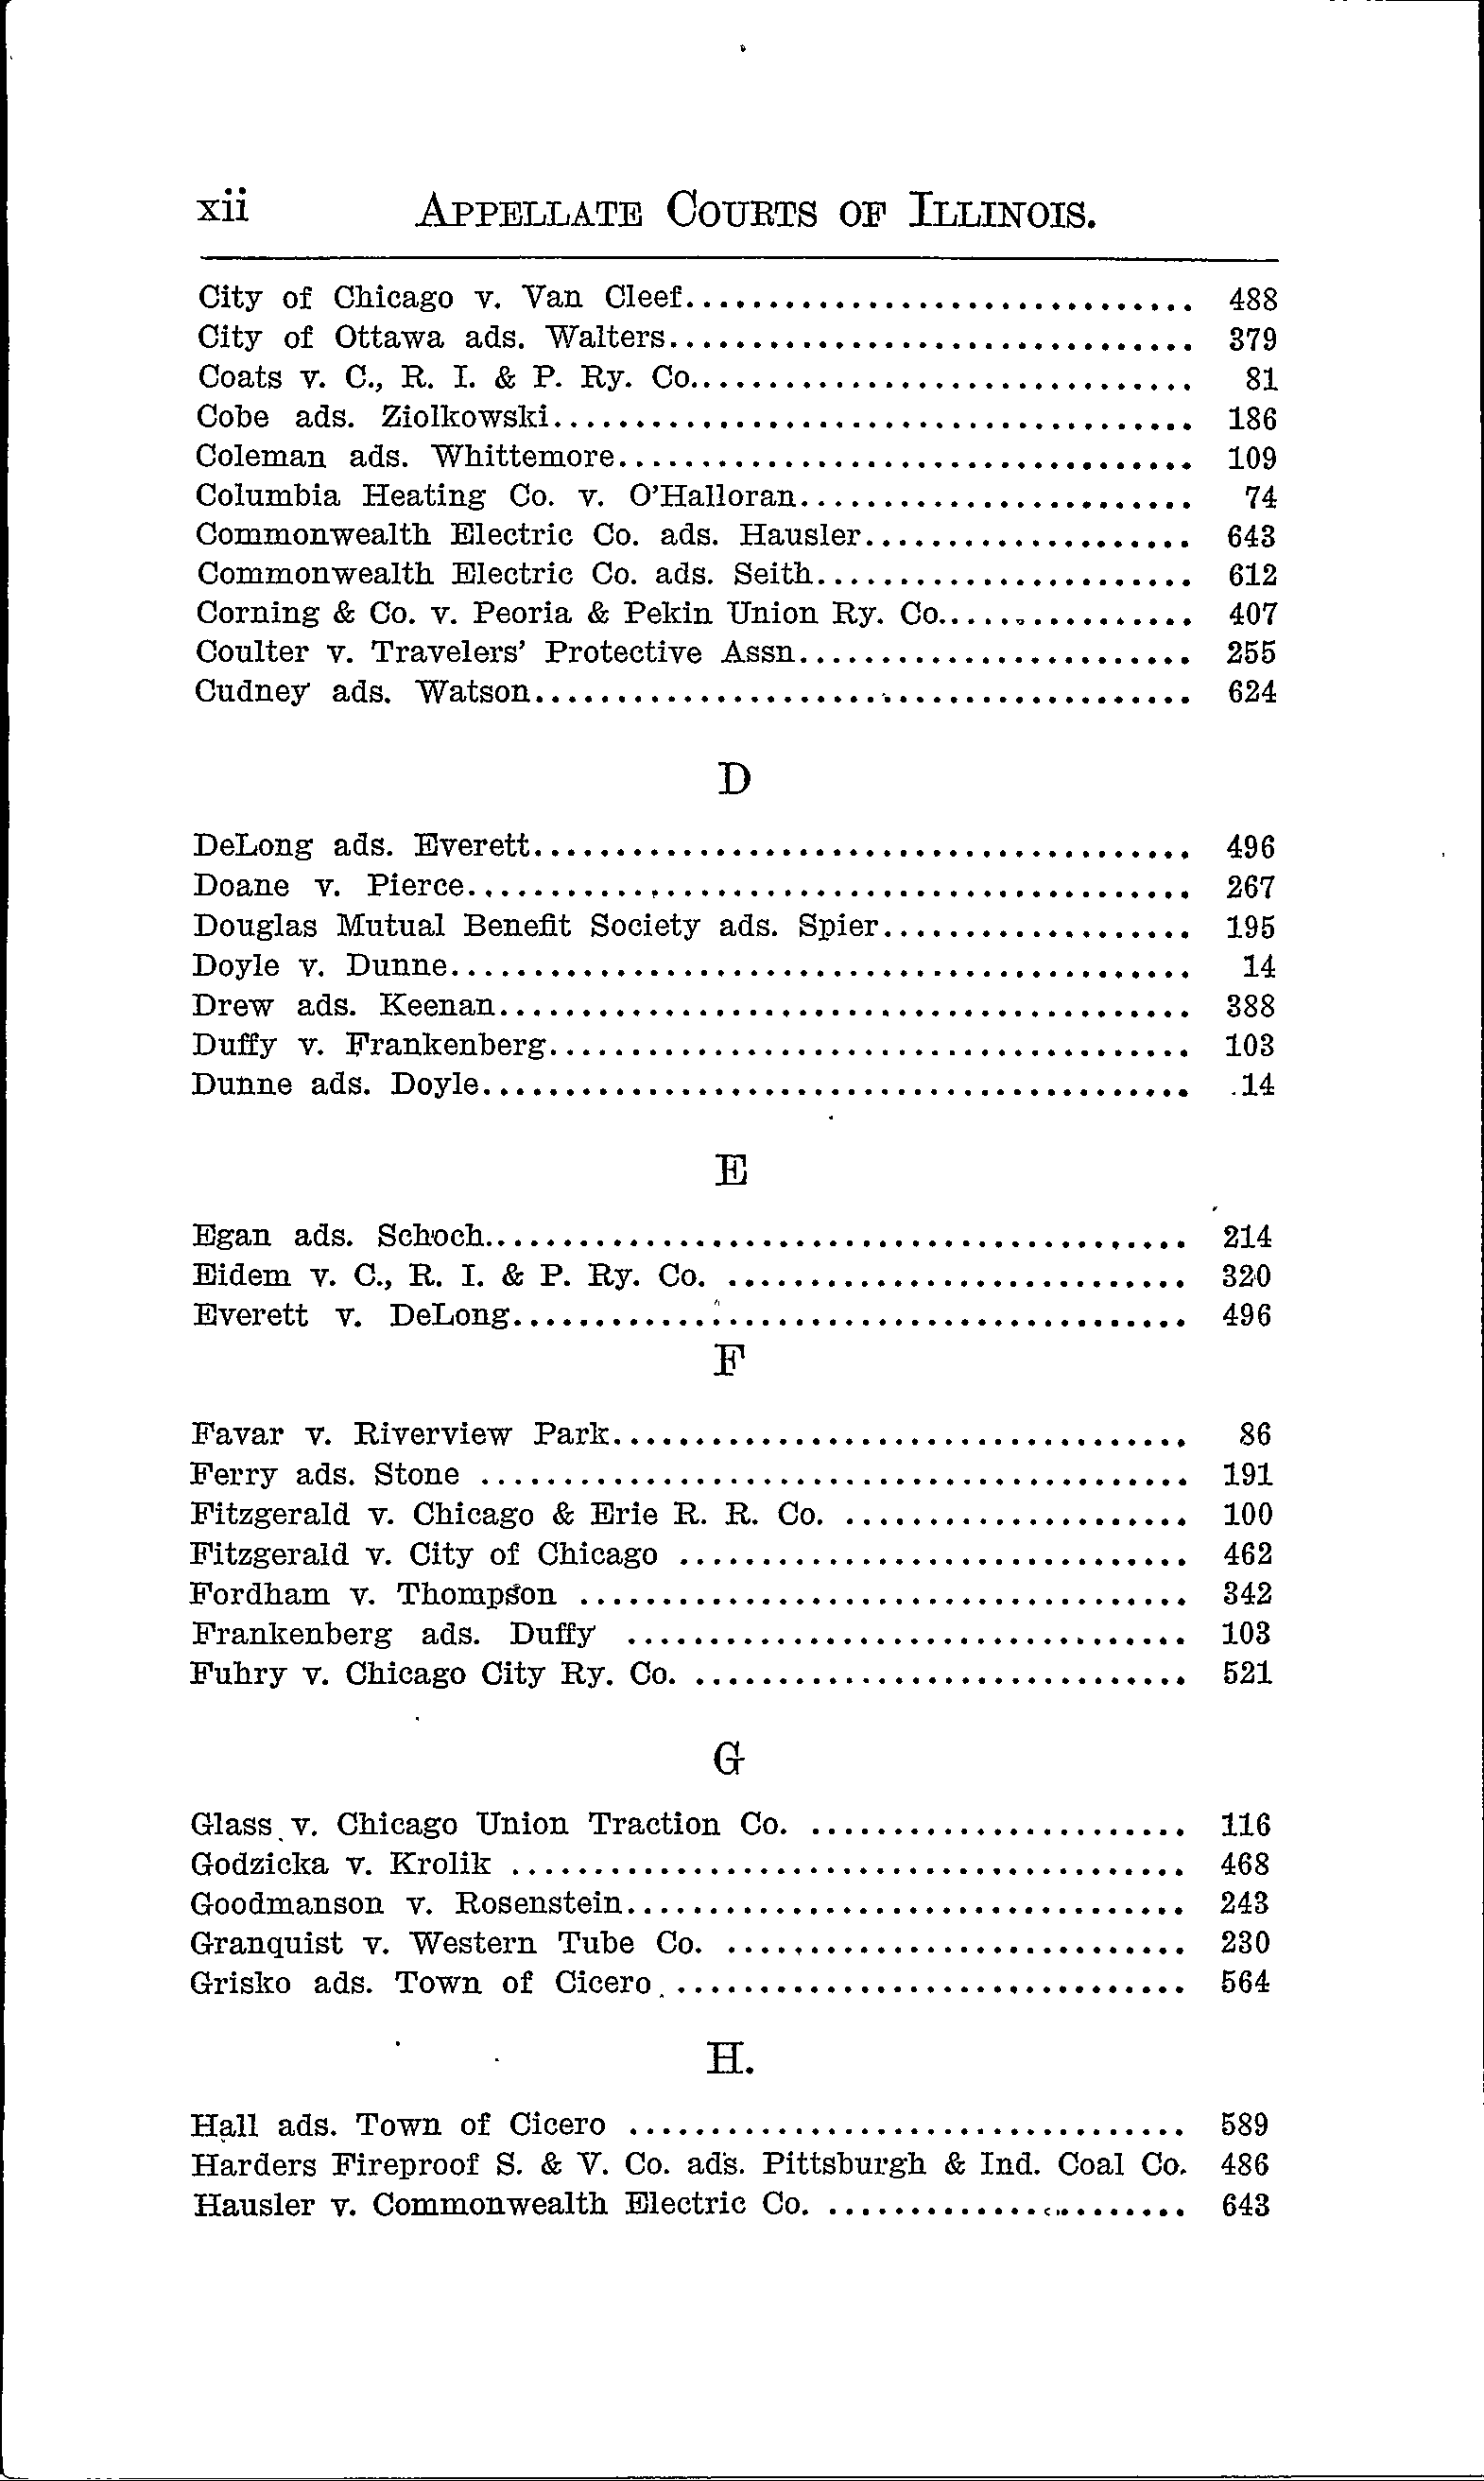 xii APPELLATE COURTS OF ILLINOIS.
City of Chicago v. Van Cleef............................... 488
City of Ottawa ads. Walters................................ 379
Coats v. C., R. I. & P. Ry. Co.............................. 81
Cobe ads. Ziolkowski....................................... 186
Coleman ads. Whittemore................................... 109
Columbia Heating Co. v. O'Halloran........................ 74
Commonwealth Electric Co. ads. Hausler.................... 643
Commonwealth Electric Co. ads. Seith....................... 612
Corning & Co. v. Peoria & Pekin Union Ry. Co................ 407
Coulter v. Travelers' Protective Assn........................ 255
Cudney ads. Watson........................................ 624
D
DeLong ads. Everett........................................ 496
Doane v. Pierce............................................ 267
Douglas Mutual Benefit Society ads. Spier................... 195
Doyle v. Dunne............................................. 14
Drew ads. Keenan.......................................... 388
Duffy v. Frankenberg....................................... 103
Dunne ads. Doyle........................................... 14
E
Egan ads. Schoch........................................... 214
Eidem v. C., R. I. & P. Ry. Co. ............................ 320
Everett v. DeLong......................................... 496
F
Favar v. Riverview Park................................... 86
Ferry ads. Stone ........................................... 191
Fitzgerald v. Chicago & Erie R. R. Co. ..................... 100
Fitzgerald v. City of Chicago ............................... 462
Fordham v. Thompson ..................................... 342
Frankenberg ads. Duffy .................................. 103
Fuhry v. Chicago City Ry. Co. .............................. 521
G
Glass v. Chicago Union Traction Co. ....................... 116
Godzicka v. Krolik ......................................... 468
Goodmanson v. Rosenstein.................................. 243
Granquist v. Western Tube Co. ............................ 230
Grisko ads. Town of Cicero ............................... 564
H.
Hall ads. Town of Cicero .................................. 589
Harders Fireproof S. & V. Co. ads. Pittsburgh & Ind. Coal Co. 486
Hausler v. Commonwealth Electric Co. ...................... 643